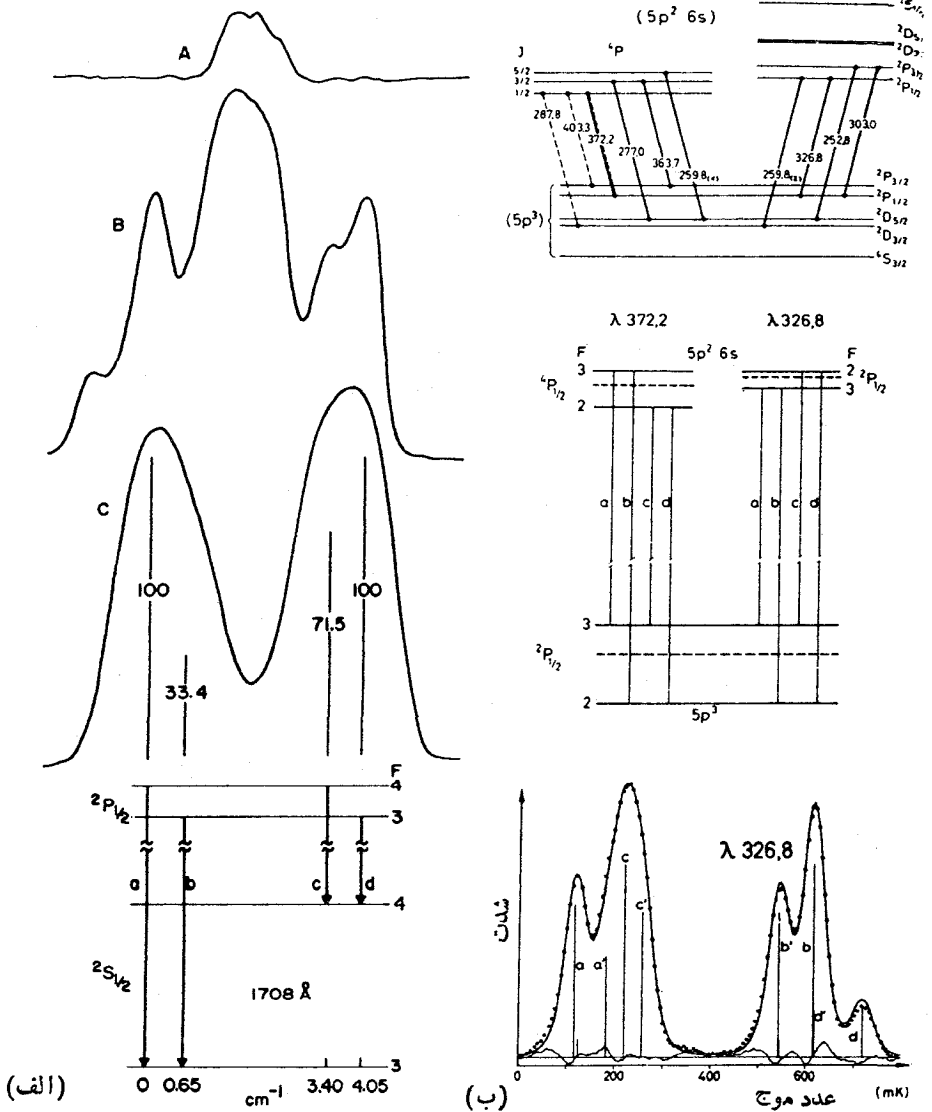 A
B
C
100
33.4
71.5
100
F
4
²P₁/₂
3
a
b
c
d
4
²S₁/₂
1708 Å
3
0 0.65 cm⁻¹ 3.40 4.05
(الف)
(5p² 6s)
J
⁴P
5/2
3/2
1/2
²D₅
²P₃/₂
²P₁/₂
287.8
403.3
372.2
277.0
363.7
259.8
259.8
326.8
252.8
303.0
(5p³)
²P₃/₂
²P₁/₂
²D₅/₂
²D₃/₂
⁴S₃/₂
λ 372,2
λ 326,8
F
5p² 6s
F
3
⁴P₁/₂
2
2
²P₁/₂
3
a b c d
a b c d
3
²P₁/₂
2
5p³
λ 326,8
شدت
a
a'
c
c'
b'
b
d'
d
0 200 400 600 (mK)
عدد موج
(ب)